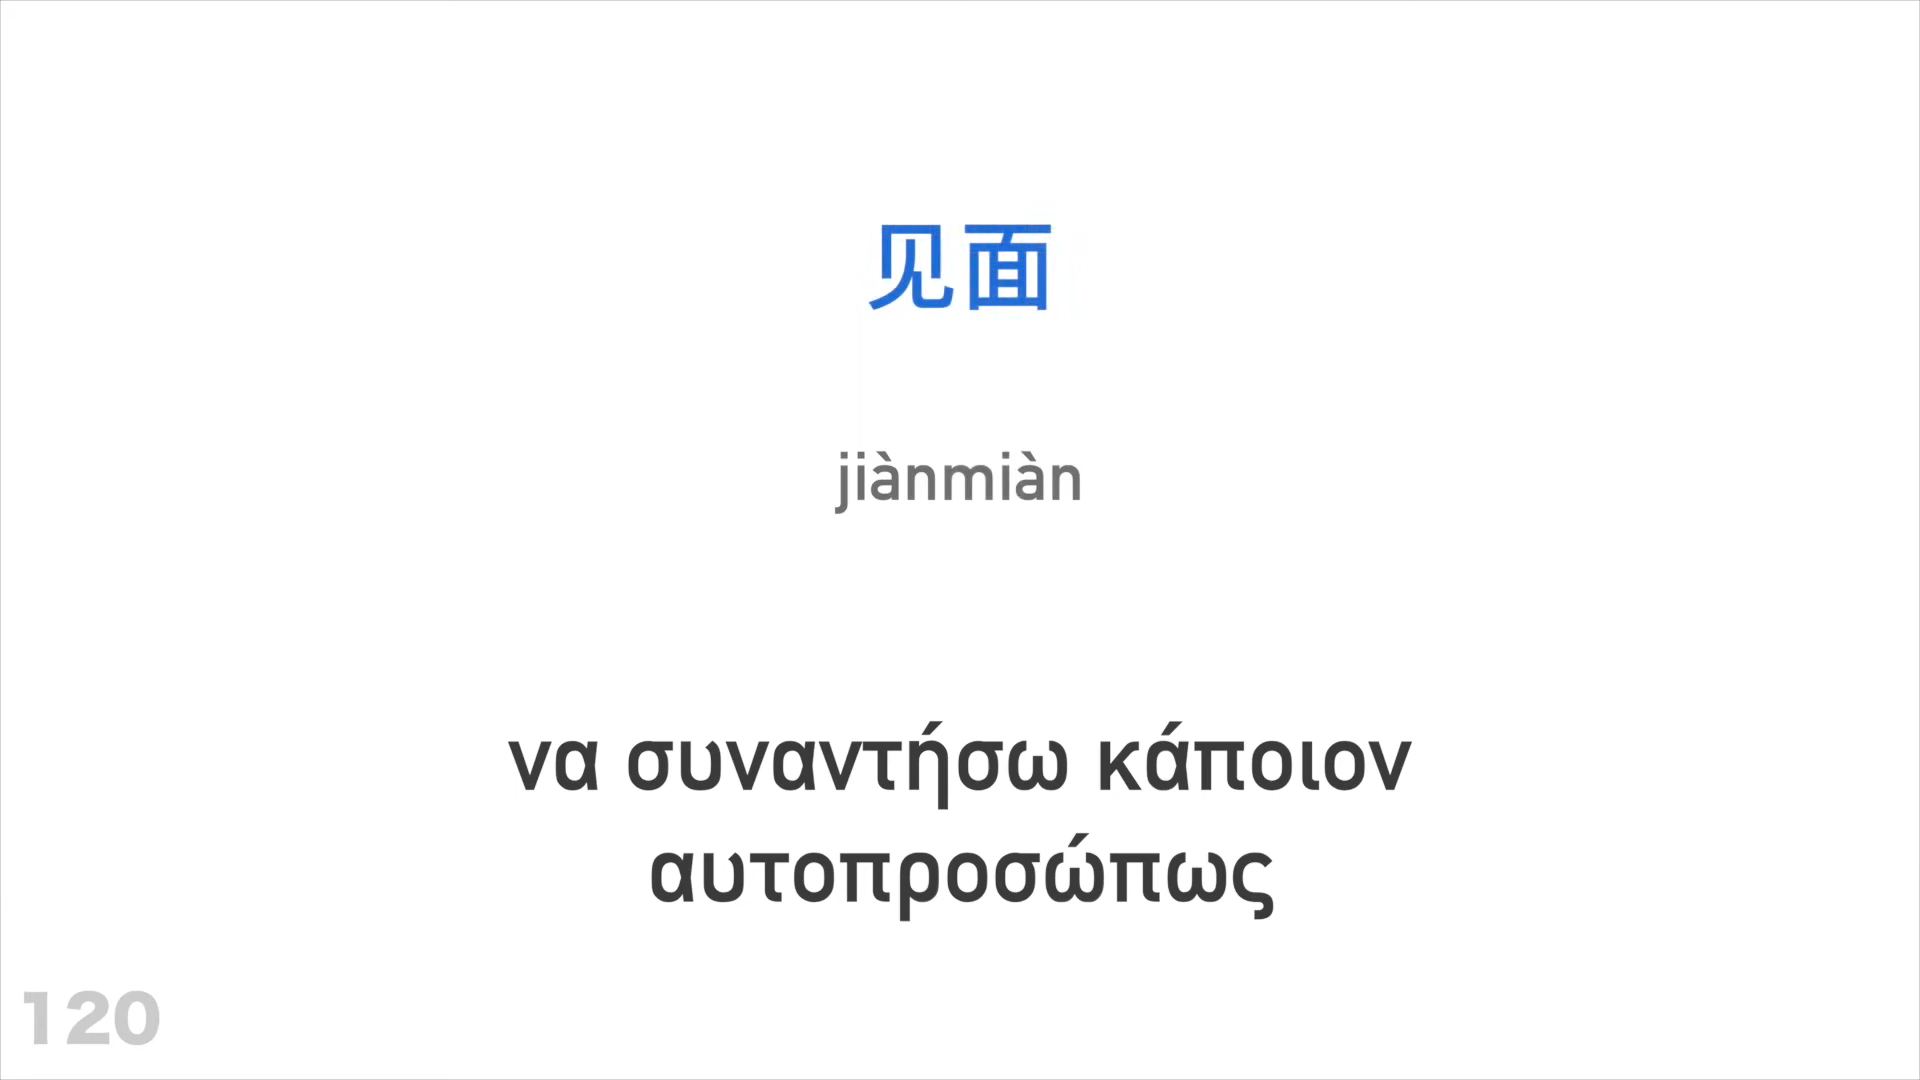 见面
jiànmiàn
να συναντήσω κάποιον
αυτοπροσώπως
120